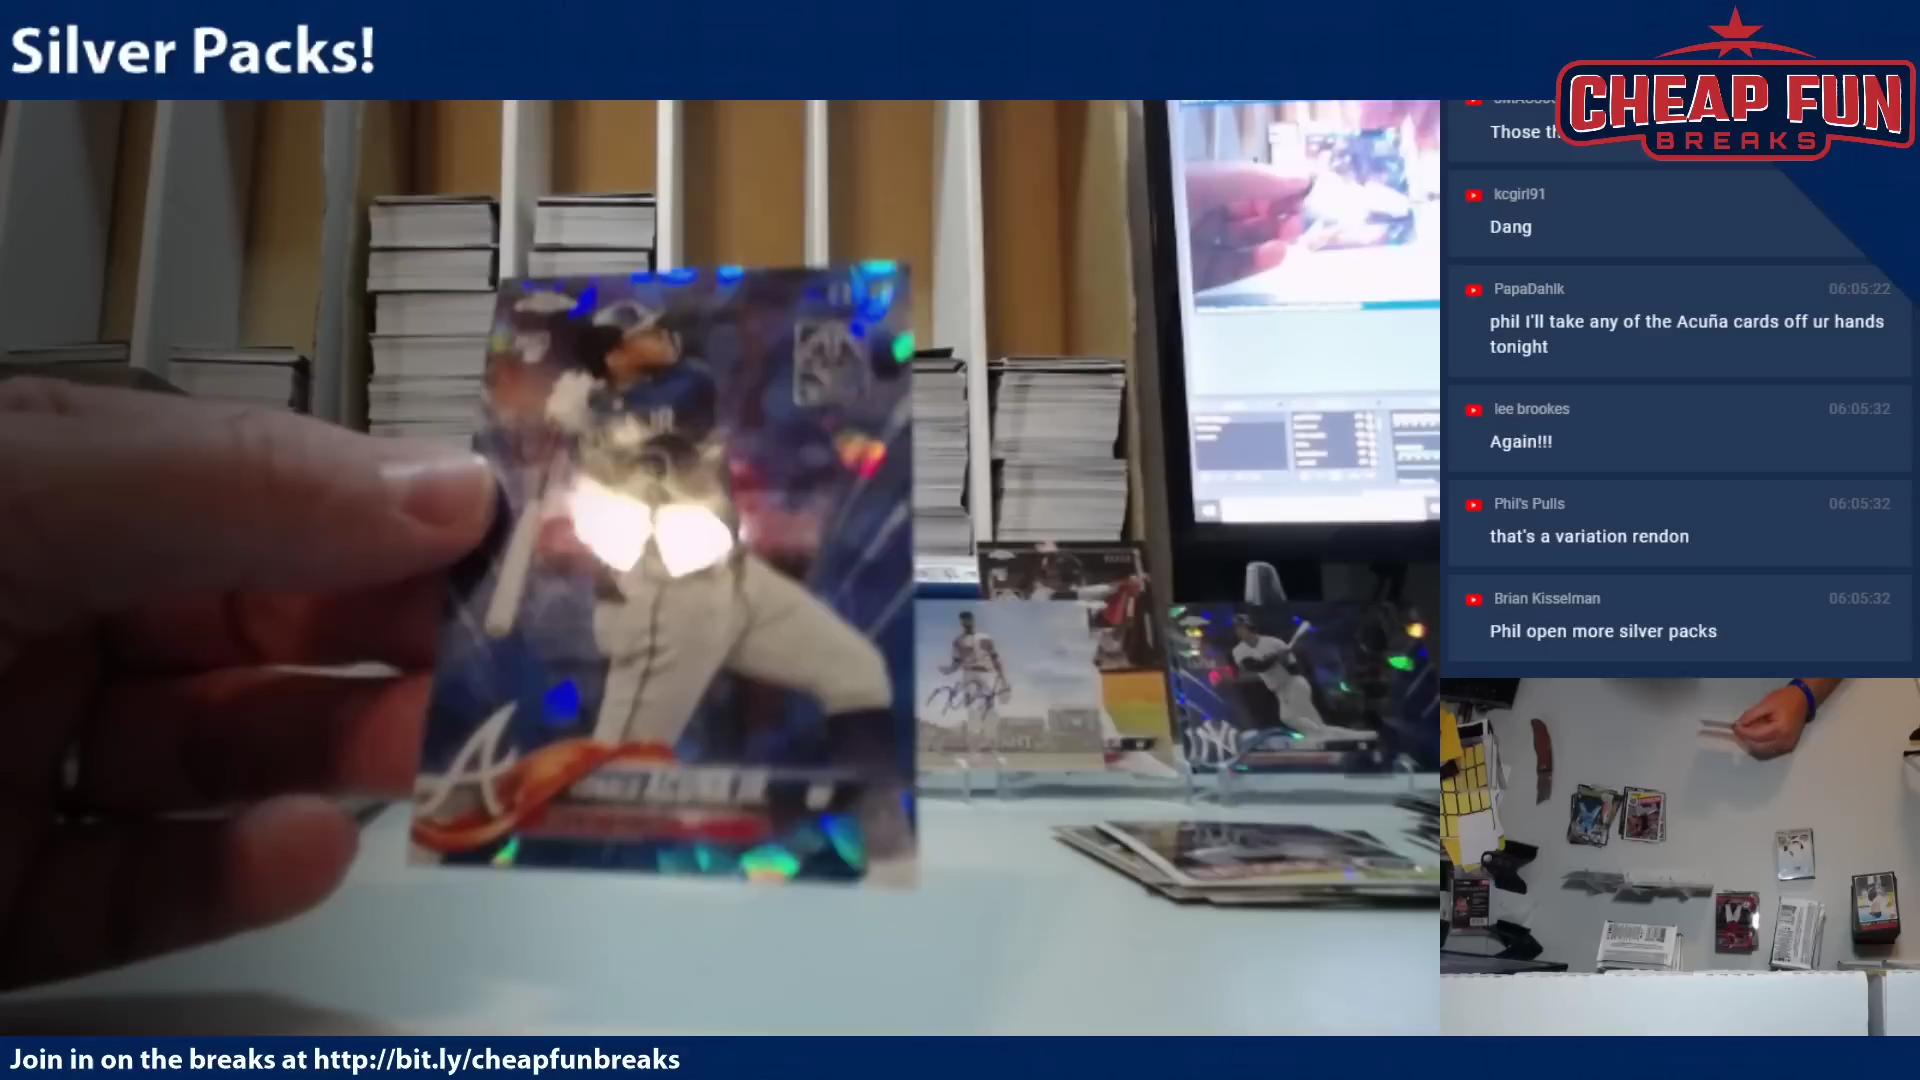 Silver Packs!
CHEAP FUN
BREAKS
Those
kcgirl91
Dang
PapaDahlk 06:05:22
phil I'll take any of the Acuña cards off ur hands
tonight
lee brookes 06:05:32
Again!!!
Phil's Pulls 06:05:32
that's a variation rendon
Brian Kisselman 06:05:32
Phil open more silver packs
A
NY
Join in on the breaks at http://bit.ly/cheapfunbreaks